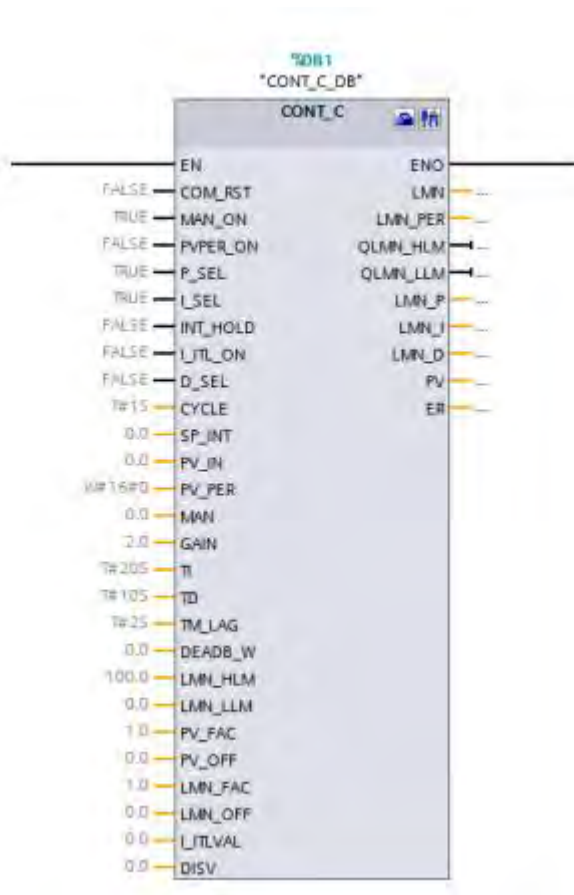 %DB1
"CONT_C_DB"
CONT_C
EN ENO
FALSE COM_RST LMN ...
TRUE MAN_ON LMN_PER ...
FALSE PVPER_ON QLMN_HLM ...
TRUE P_SEL QLMN_LLM ...
TRUE I_SEL LMN_P ...
FALSE INT_HOLD LMN_I ...
FALSE I_ITL_ON LMN_D ...
FALSE D_SEL PV ...
T#1S CYCLE ER ...
0.0 SP_INT
0.0 PV_IN
W#16#0 PV_PER
0.0 MAN
2.0 GAIN
T#20S TI
T#10S TD
T#2S TM_LAG
0.0 DEADB_W
100.0 LMN_HLM
0.0 LMN_LLM
1.0 PV_FAC
0.0 PV_OFF
1.0 LMN_FAC
0.0 LMN_OFF
0.0 I_ITLVAL
0.0 DISV